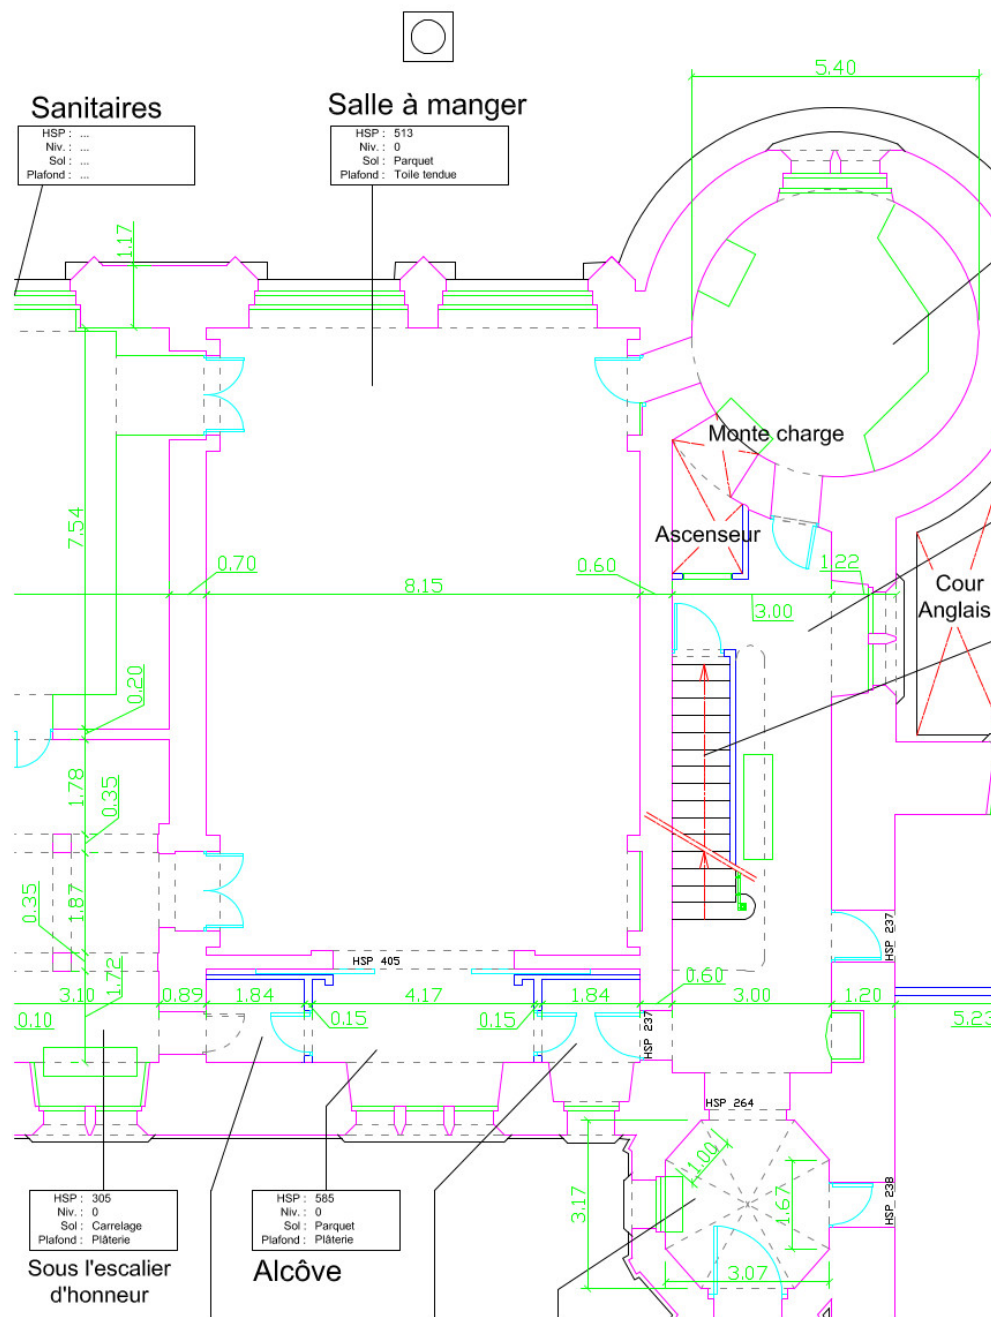 5.40
Sanitaires
HSP : ...
Niv. : ...
Sol : ...
Plafond : ...
Salle à manger
HSP : 513
Niv. : 0
Sol : Parquet
Plafond : Toile tendue
1.17
Monte charge
7.54
Ascenseur
0.70
8.15
0.60
3.00
1.22
Cour
Anglais
0.20
1.78
0.35
0.35
1.87
HSP 405
HSP 237
1.72
3.10
0.89
1.84
4.17
1.84
0.60
3.00
1.20
0.10
0.15
0.15
5.23
HSP 237
HSP 264
1.00
3.17
1.67
HSP 238
3.07
HSP : 305
Niv. : 0
Sol : Carrelage
Plafond : Plâterie
Sous l'escalier
d'honneur
HSP : 585
Niv. : 0
Sol : Parquet
Plafond : Plâterie
Alcôve